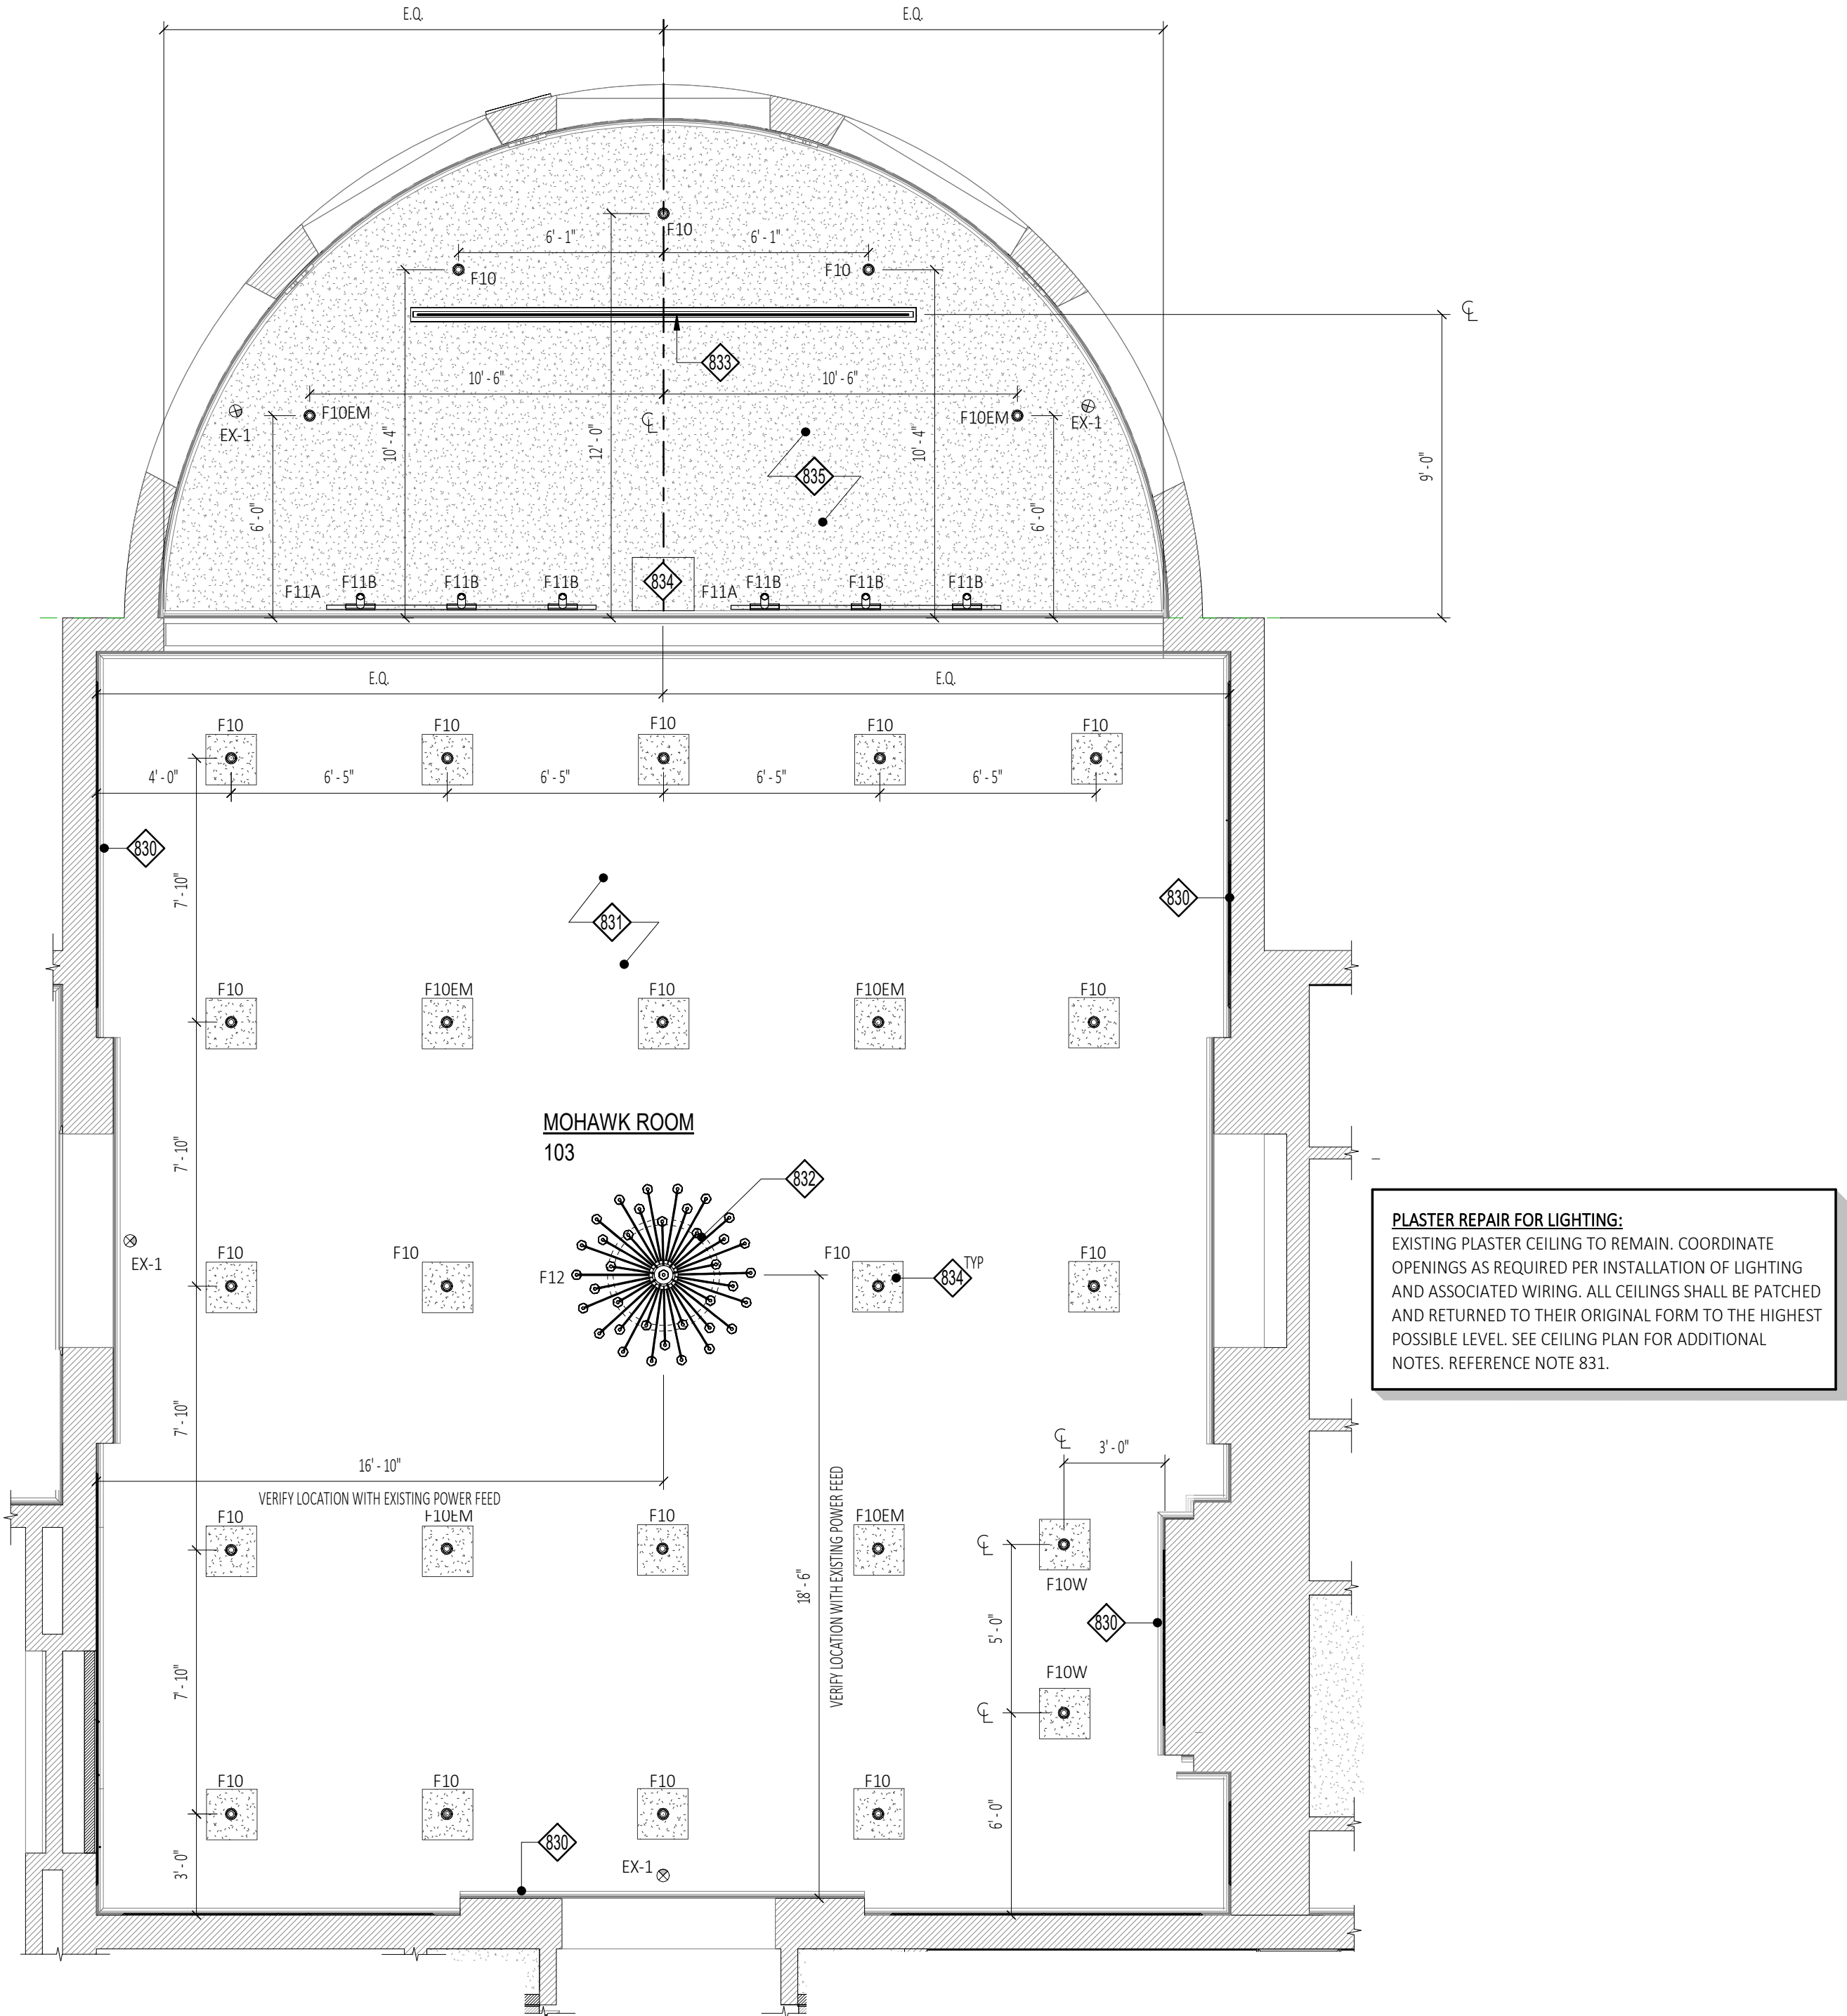 E.Q.
E.Q.
F10
6' - 1"
6' - 1"
F10
F10
833
10' - 6"
10' - 6"
F10EM
F10EM
EX-1
EX-1
10' - 4"
12' - 0"
10' - 4"
9' - 0"
835
6' - 0"
6' - 0"
F11A
F11B
F11B
F11B
834
F11A
F11B
F11B
F11B
E.Q.
E.Q.
F10
F10
F10
F10
F10
4' - 0"
6' - 5"
6' - 5"
6' - 5"
6' - 5"
830
7' - 10"
830
831
F10
F10EM
F10
F10EM
F10
MOHAWK ROOM
103
7' - 10"
832
EX-1
F10
F10
F12
F10
834
TYP
F10
PLASTER REPAIR FOR LIGHTING:
EXISTING PLASTER CEILING TO REMAIN. COORDINATE
OPENINGS AS REQUIRED PER INSTALLATION OF LIGHTING
AND ASSOCIATED WIRING. ALL CEILINGS SHALL BE PATCHED
AND RETURNED TO THEIR ORIGINAL FORM TO THE HIGHEST
POSSIBLE LEVEL. SEE CEILING PLAN FOR ADDITIONAL
NOTES. REFERENCE NOTE 831.
7' - 10"
16' - 10"
VERIFY LOCATION WITH EXISTING POWER FEED
3' - 0"
F10
F10EM
F10
F10EM
18' - 6"
VERIFY LOCATION WITH EXISTING POWER FEED
F10W
5' - 0"
830
F10W
7' - 10"
F10
F10
F10
F10
6' - 0"
3' - 0"
830
EX-1